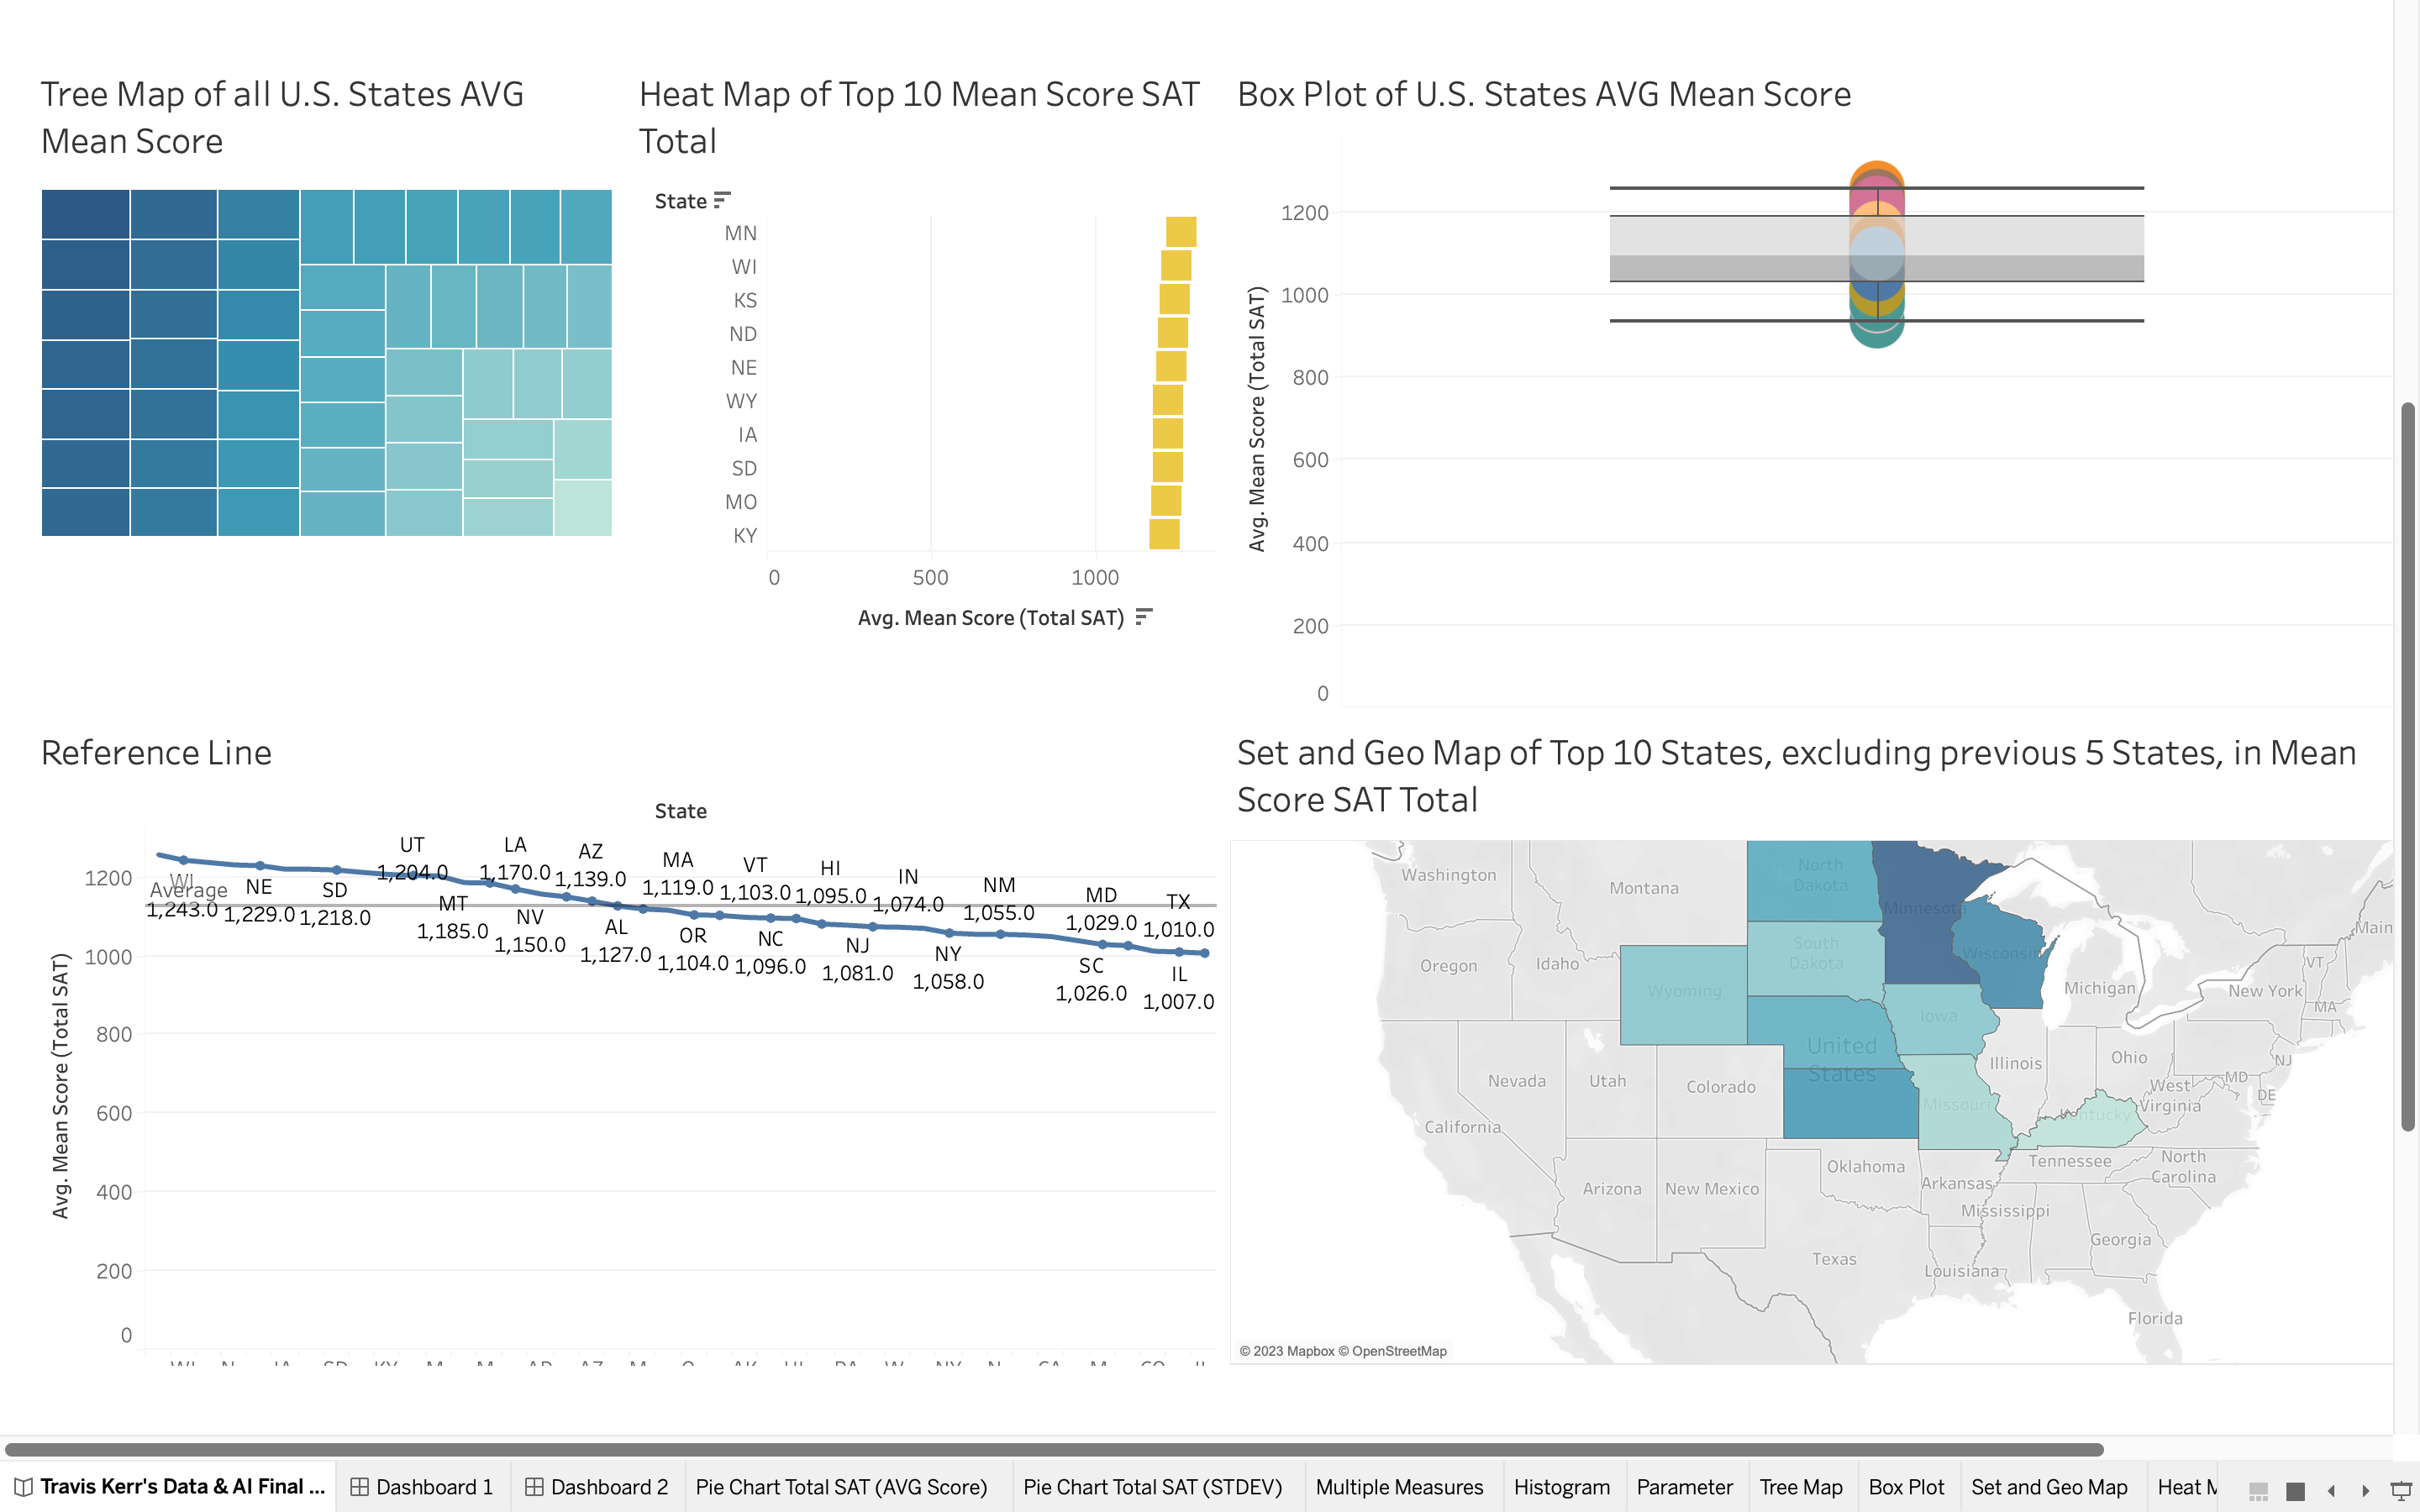 Tree Map of all U.S. States AVG
Mean Score
Heat Map of Top 10 Mean Score SAT
Total
State
MN
WI
KS
ND
NE
WY
IA
SD
MO
KY
0 500 1000
Avg. Mean Score (Total SAT)
Box Plot of U.S. States AVG Mean Score
Avg. Mean Score (Total SAT)
1200
1000
800
600
400
200
0
Reference Line
State
Avg. Mean Score (Total SAT)
1200
1000
800
600
400
200
0
Average
WI
1,243.0
NE
1,229.0
SD
1,218.0
UT
1,204.0
MT
1,185.0
LA
1,170.0
NV
1,150.0
AZ
1,139.0
AL
1,127.0
MA
1,119.0
OR
1,104.0
VT
1,103.0
NC
1,096.0
HI
1,095.0
NJ
1,081.0
IN
1,074.0
NY
1,058.0
NM
1,055.0
MD
1,029.0
SC
1,026.0
TX
1,010.0
IL
1,007.0
Set and Geo Map of Top 10 States, excluding previous 5 States, in Mean
Score SAT Total
Washington
Montana
North
Dakota
Minnesota
Oregon
Idaho
Wyoming
South
Dakota
Wisconsin
Michigan
New York
VT
MA
Main
Iowa
United
States
Nevada
Utah
Colorado
California
Illinois
Ohio
NJ
MD
DE
West
Virginia
Missouri
Kentucky
Arizona
New Mexico
Oklahoma
Arkansas
Tennessee
North
Carolina
Mississippi
Georgia
Texas
Louisiana
Florida
© 2023 Mapbox © OpenStreetMap
Travis Kerr's Data & AI Final ... Dashboard 1 Dashboard 2 Pie Chart Total SAT (AVG Score) Pie Chart Total SAT (STDEV) Multiple Measures Histogram Parameter Tree Map Box Plot Set and Geo Map Heat M